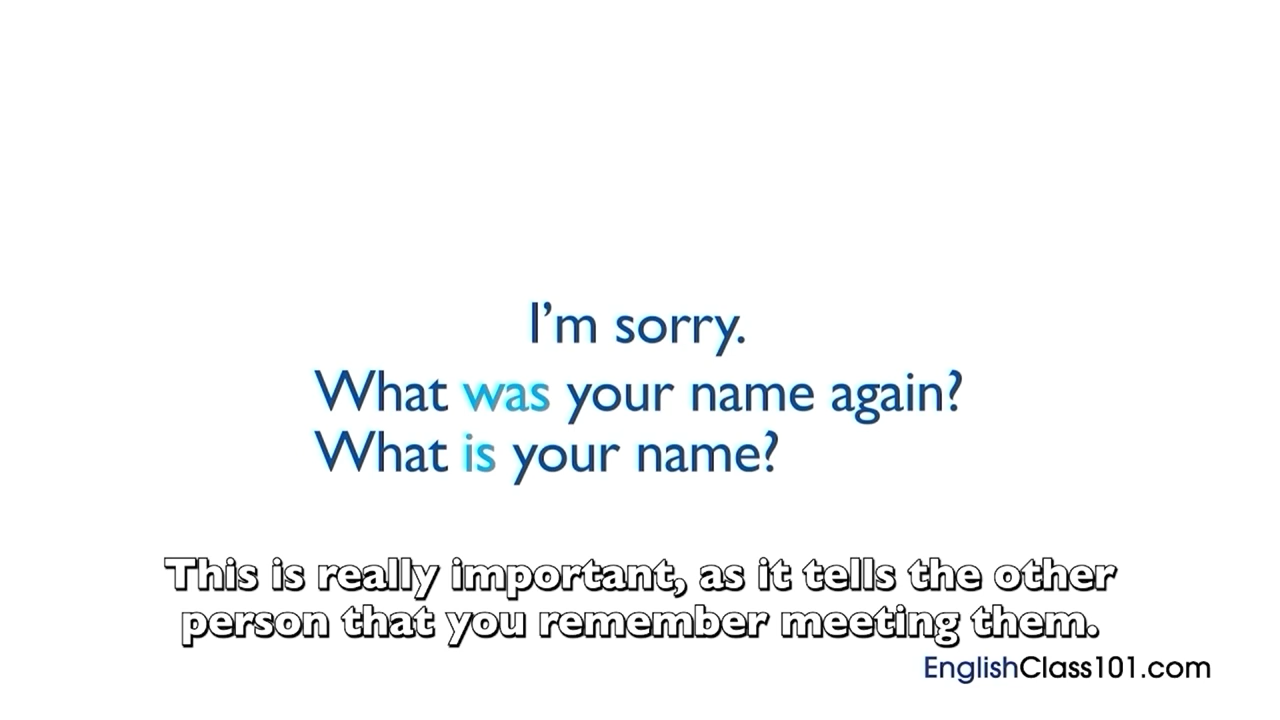 I'm sorry.
What was your name again?
What is your name?
This is really important, as it tells the other
person that you remember meeting them.
EnglishClass101.com